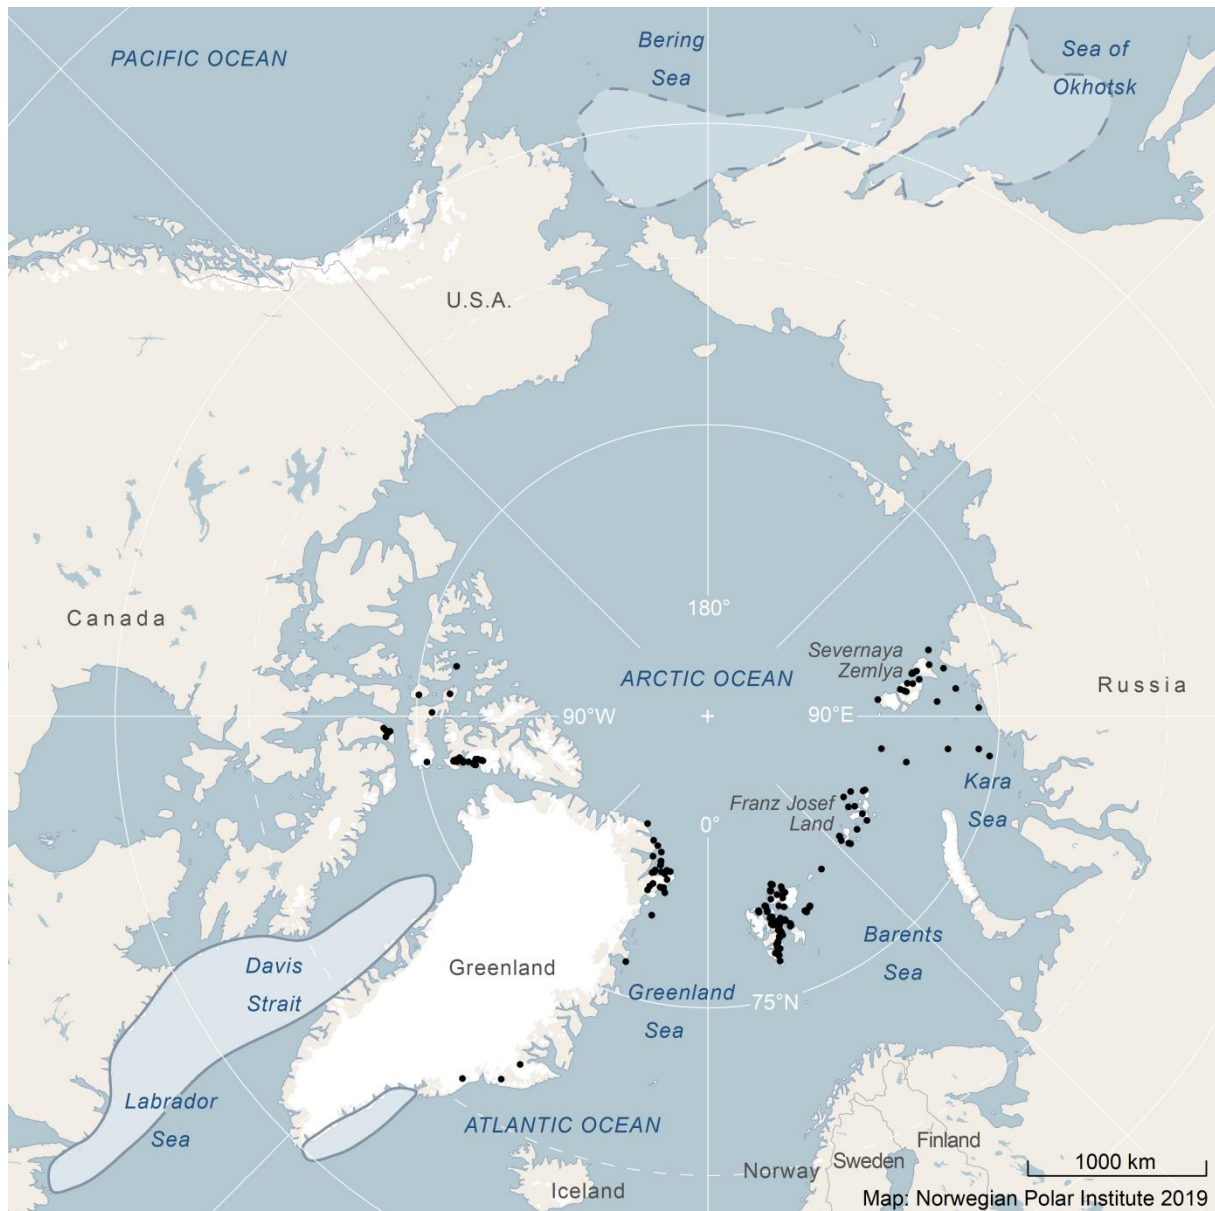 PACIFIC OCEAN
Bering
Sea
Sea of
Okhotsk
U.S.A.
Canada
180°
Severnaya
Zemlya
ARCTIC OCEAN
Russia
90°W
90°E
Franz Josef
Land
Kara
Sea
0°
Barents
Sea
Davis
Strait
Greenland
Greenland
Sea
75°N
Labrador
Sea
ATLANTIC OCEAN
Finland
Sweden
Norway
Iceland
1000 km
Map: Norwegian Polar Institute 2019